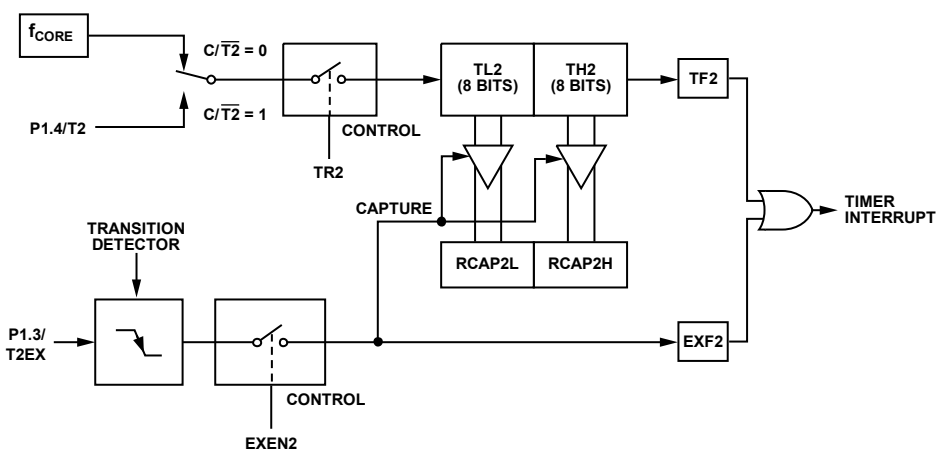 fCORE
C/T2 = 0
C/T2 = 1
P1.4/T2
CONTROL
TR2
TL2
(8 BITS)
TH2
(8 BITS)
TF2
CAPTURE
TIMER
INTERRUPT
TRANSITION
DETECTOR
RCAP2L
RCAP2H
P1.3/
T2EX
EXF2
CONTROL
EXEN2